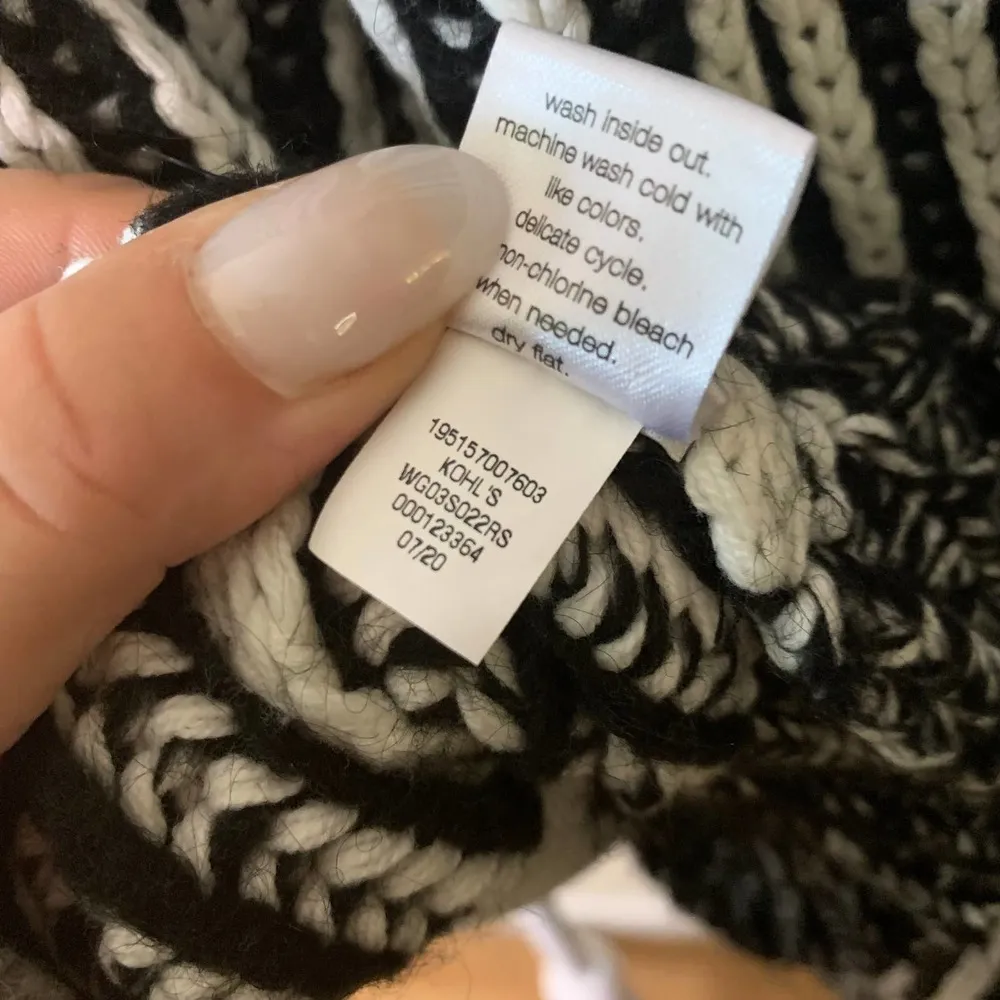 wash inside out.
machine wash cold with
like colors.
delicate cycle.
non-chlorine bleach
when needed.
dry flat.
195157007603
KOHL'S
WG03S022RS
000123364
07/20